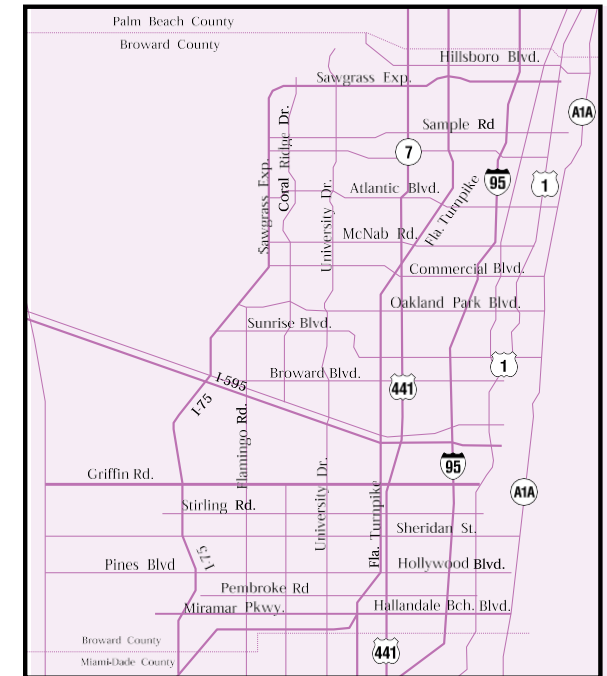 Palm Beach County
Broward County
Hillsboro Blvd.
Sawgrass Exp.
A1A
Sample Rd
Coral Ridge Dr.
7
95
1
Atlantic Blvd.
Fla. Turnpike
Sawgrass Exp.
University Dr.
McNab Rd.
Commercial Blvd.
Oakland Park Blvd.
Sunrise Blvd.
1
Broward Blvd.
I-595
441
I-75
Flamingo Rd.
95
Griffin Rd.
A1A
Stirling Rd.
University Dr.
Fla. Turnpike
Sheridan St.
I-75
Pines Blvd
Hollywood Blvd.
Pembroke Rd
Miramar Pkwy.
Hallandale Bch. Blvd.
Broward County
441
Miami-Dade County